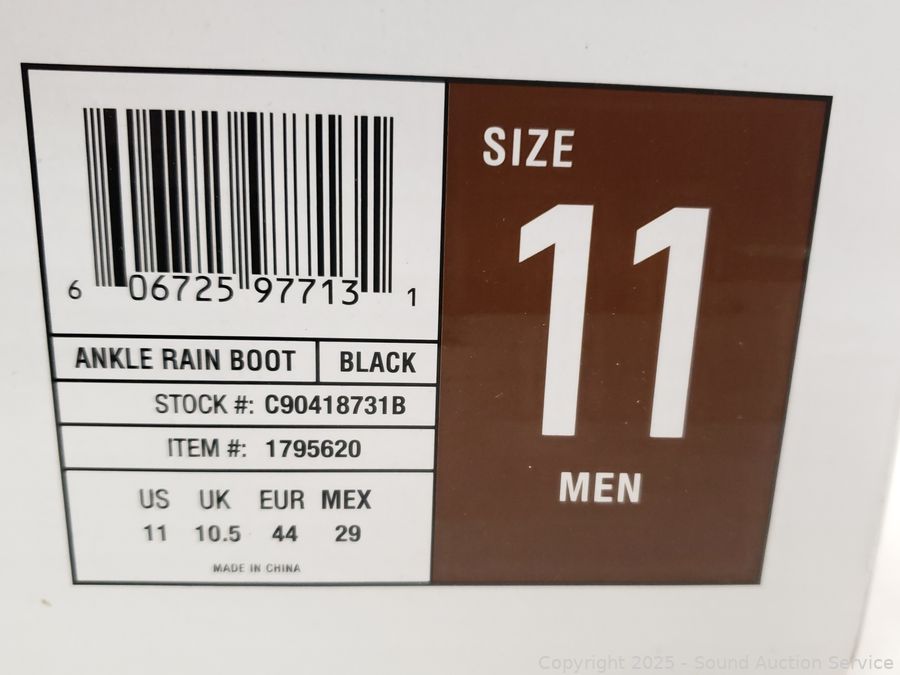 6 06725 97713 1
ANKLE RAIN BOOT BLACK
STOCK #: C90418731B
ITEM #: 1795620
US UK EUR MEX
11 10.5 44 29
MADE IN CHINA
SIZE
11
MEN
Copyright 2025 - Sound Auction Service